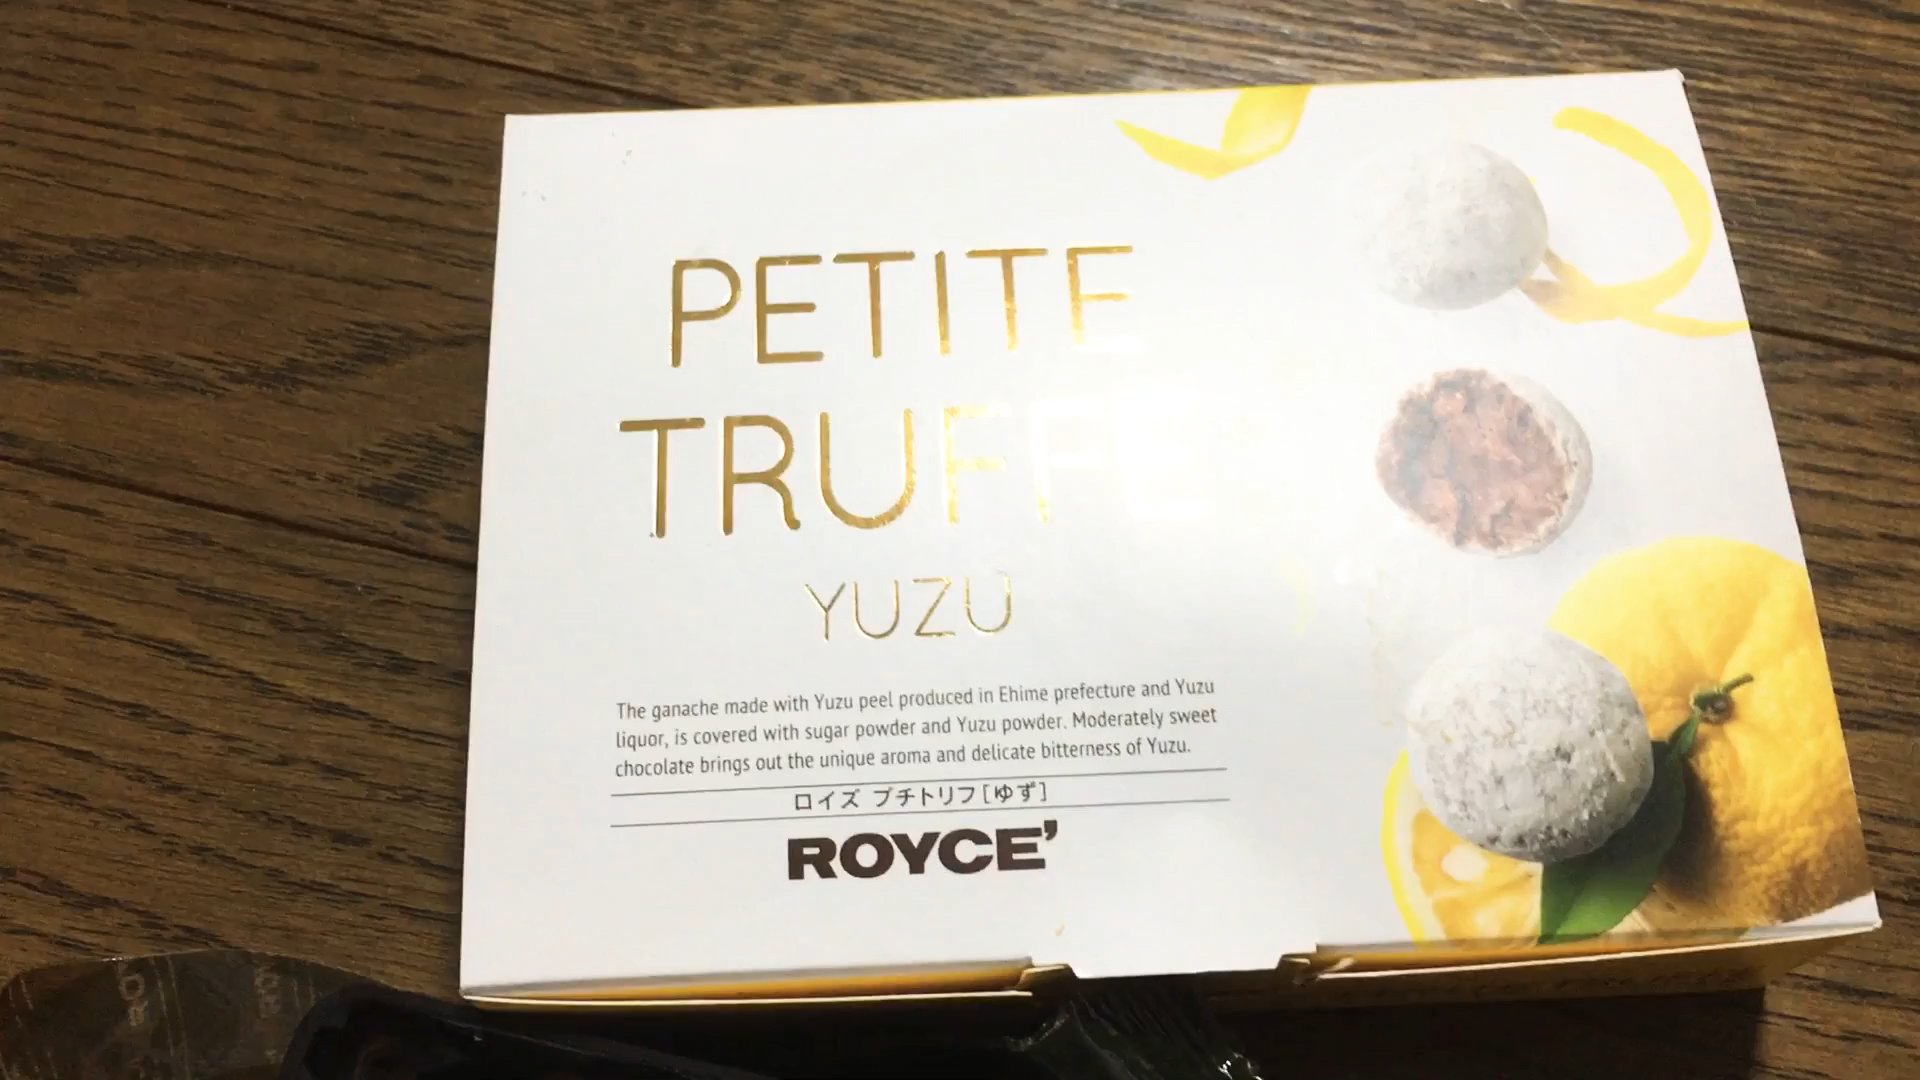 PETITE
TRUFFE
YUZU
The ganache made with Yuzu peel produced in Ehime prefecture and Yuzu
liquor, is covered with sugar powder and Yuzu powder. Moderately sweet
chocolate brings out the unique aroma and delicate bitterness of Yuzu.
ロイズ プチトリフ[ゆず]
ROYCE'